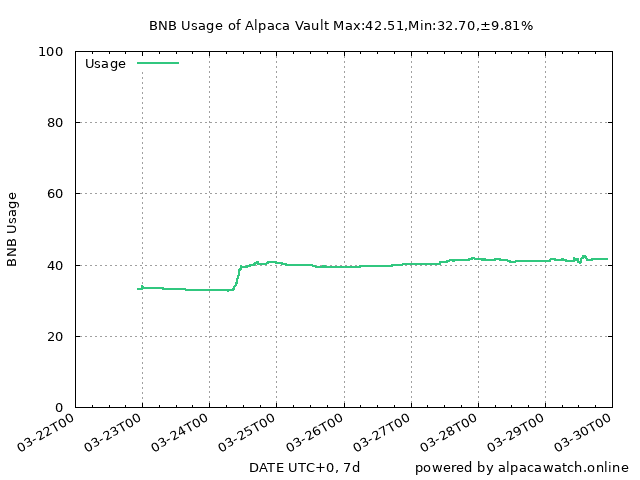 BNB Usage of Alpaca Vault Max:42.51,Min:32.70,±9.81%
100
Usage
80
60
BNB Usage
40
20
0
03-22T00
03-23T00
03-24T00
03-25T00
03-26T00
03-27T00
03-28T00
03-29T00
03-30T00
DATE UTC+0, 7d
powered by alpacawatch.online